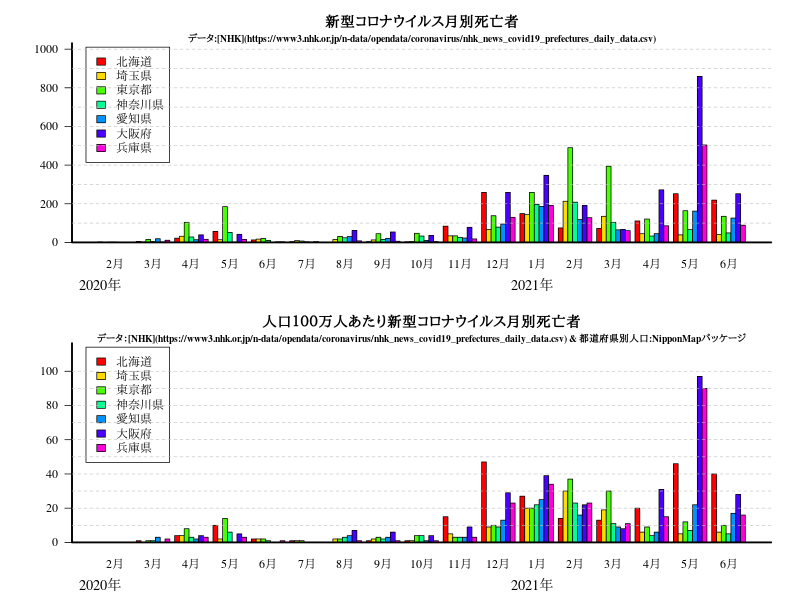 新型コロナウイルス月別死亡者
データ:[NHK](https://www3.nhk.or.jp/n-data/opendata/coronavirus/nhk_news_covid19_prefectures_daily_data.csv)
1000
800
600
400
200
0
北海道
埼玉県
東京都
神奈川県
愛知県
大阪府
兵庫県
2月 3月 4月 5月 6月 7月 8月 9月 10月 11月 12月 1月 2月 3月 4月 5月 6月
2020年 2021年
人口100万人あたり新型コロナウイルス月別死亡者
データ:[NHK](https://www3.nhk.or.jp/n-data/opendata/coronavirus/nhk_news_covid19_prefectures_daily_data.csv) & 都道府県別人口:NipponMapパッケージ
100
80
60
40
20
0
北海道
埼玉県
東京都
神奈川県
愛知県
大阪府
兵庫県
2月 3月 4月 5月 6月 7月 8月 9月 10月 11月 12月 1月 2月 3月 4月 5月 6月
2020年 2021年